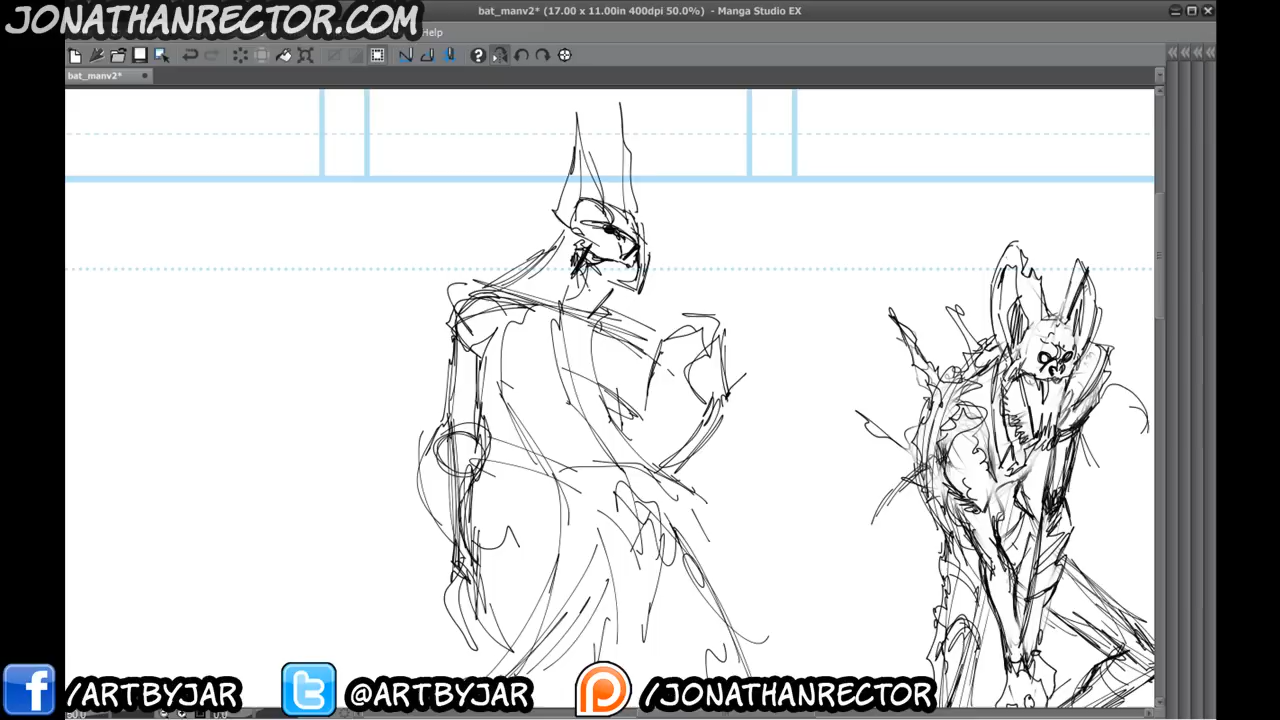 JONATHANRECTOR.COM
bat_manv2* (17.00 x 11.00in 400dpi 50.0%) - Manga Studio EX
Help
bat_manv2*
/ARTBYJAR @ARTBYJAR /JONATHANRECTOR